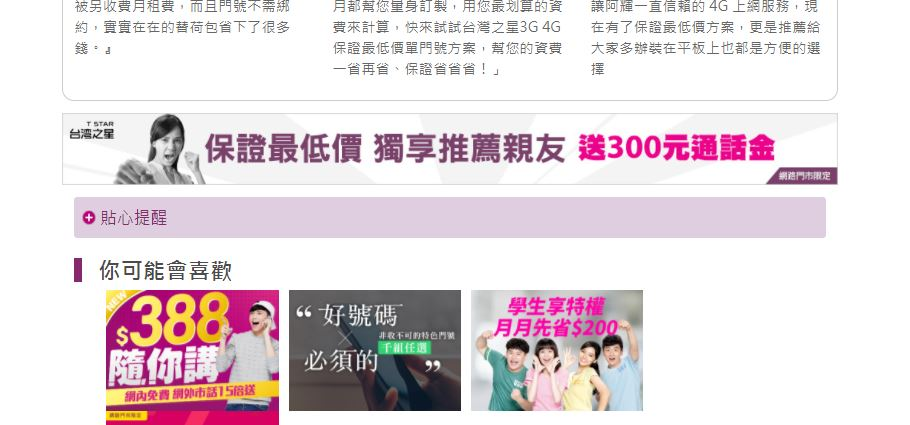 被另收費月租費，而且門號不需綁
約，實實在在的替荷包省下了很多
錢。』
月都幫您量身訂製，用您最划算的資
費來計算，快來試試台灣之星3G 4G
保證最低價單門號方案，幫您的資費
一省再省、保證省省省！」
讓阿輝一直信賴的 4G 上網服務，現
在有了保證最低價方案，更是推薦給
大家多辦裝在平板上也都是方便的選
擇
T STAR
台灣之星
保證最低價 獨享推薦親友 送300元通話金
網路門市限定
貼心提醒
你可能會喜歡
NEW
$388
隨你講
網內免費 網外市話15倍送
網路門市限定
“好號碼
×
非收不可的特色門號
千組任選
必須的”
學生享特權
月月先省$200